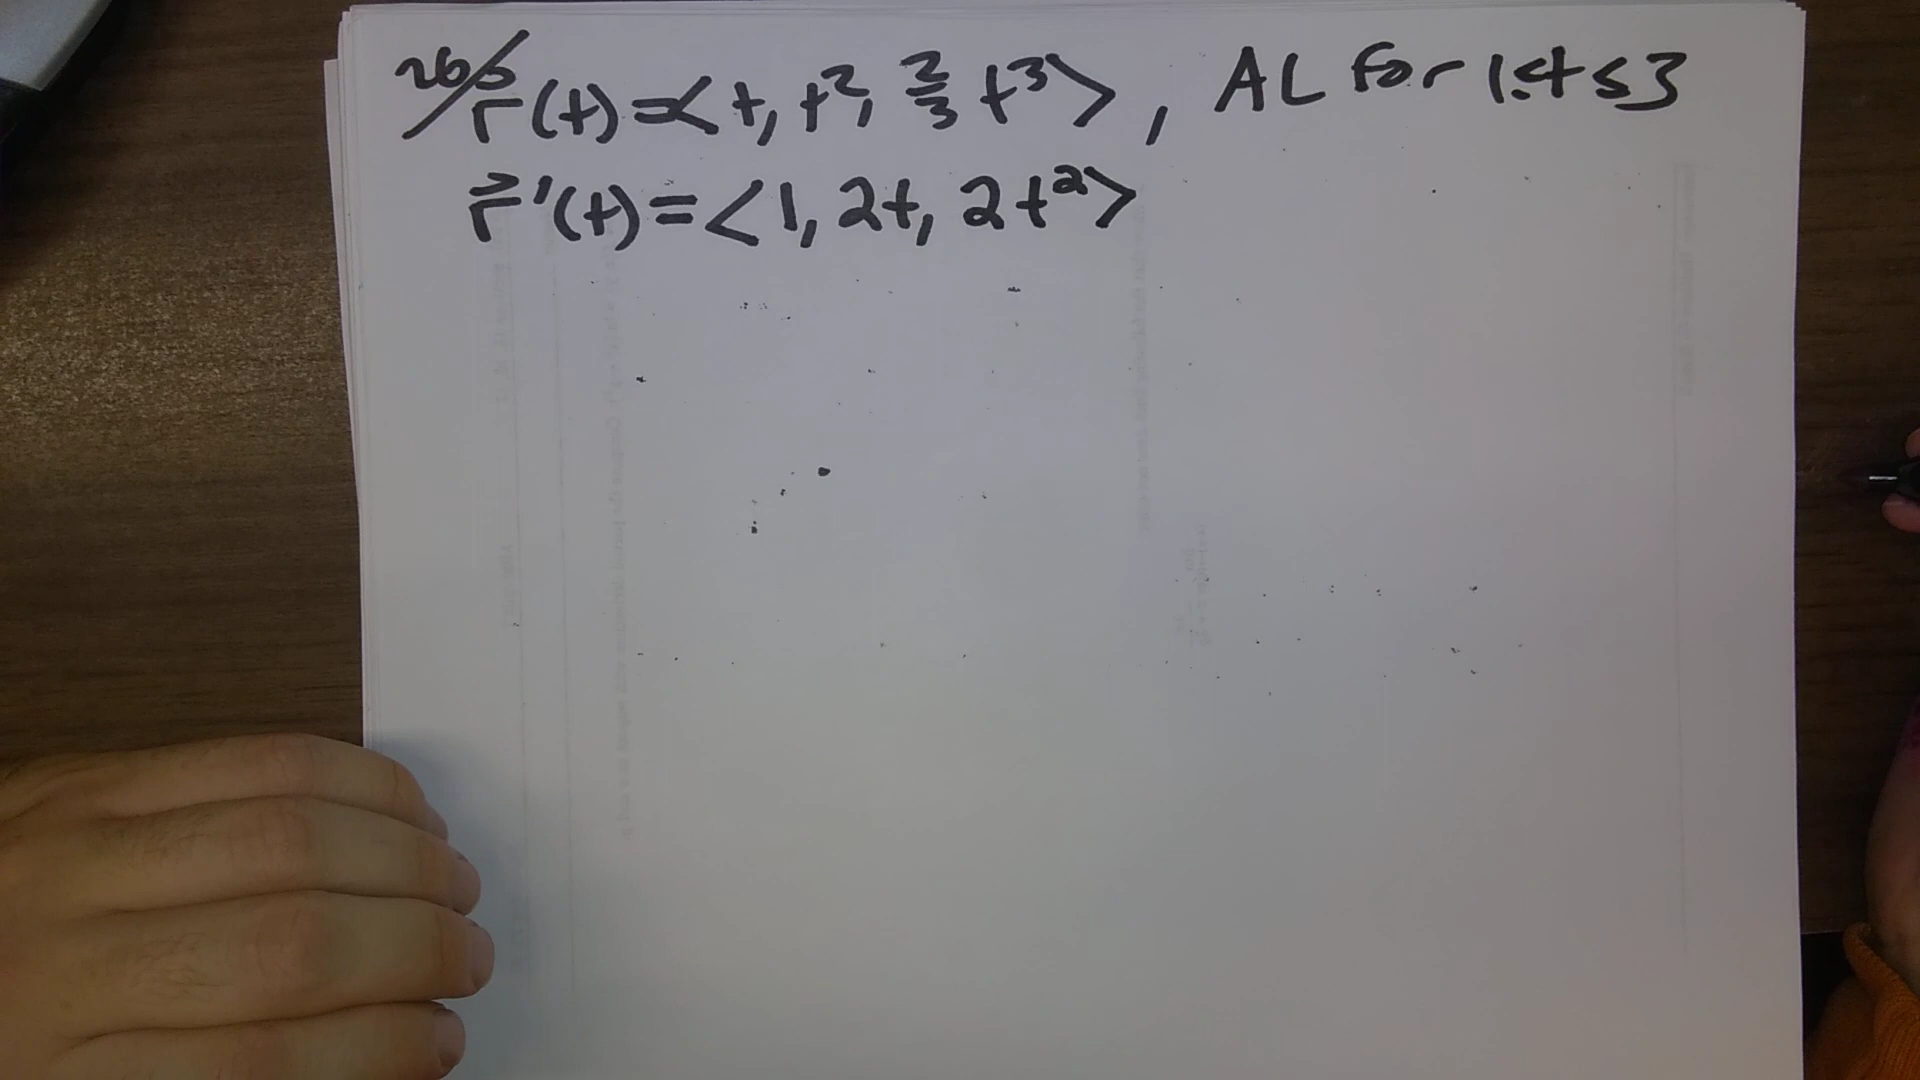 26/ r⃗(t)=<t, t², 2/3 t³>, AL for 1≤t≤3
r⃗'(t)=<1, 2t, 2t²>